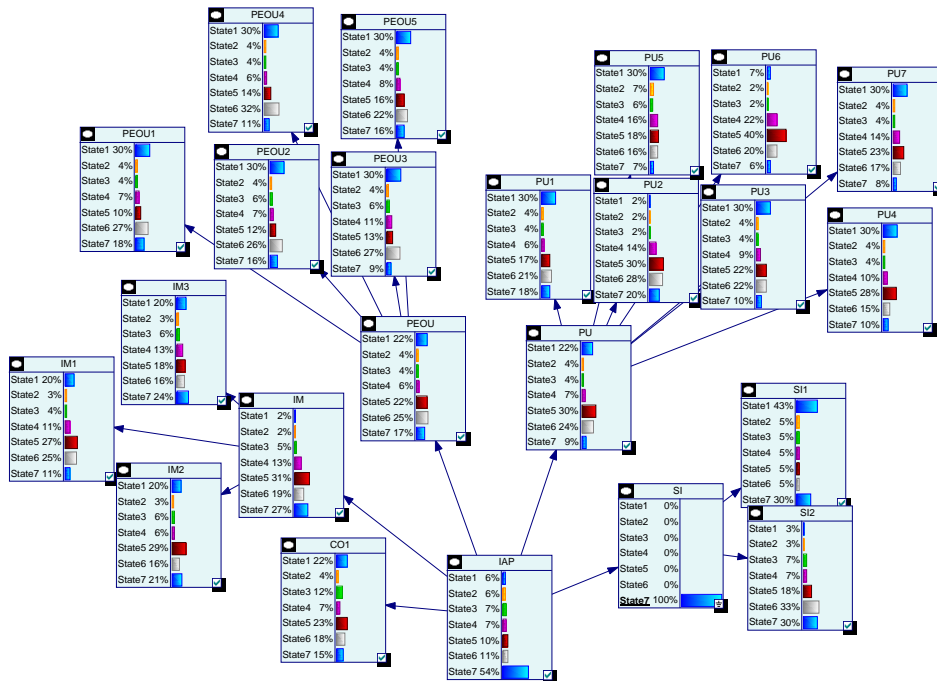 PEOU4
State1 30%
State2 4%
State3 4%
State4 6%
State5 14%
State6 32%
State7 11%
PEOU5
State1 30%
State2 4%
State3 4%
State4 8%
State5 16%
State6 22%
State7 16%
PU5
State1 30%
State2 7%
State3 6%
State4 16%
State5 18%
State6 16%
State7 7%
PU6
State1 7%
State2 2%
State3 2%
State4 22%
State5 40%
State6 20%
State7 6%
PU7
State1 30%
State2 4%
State3 4%
State4 14%
State5 23%
State6 17%
State7 8%
PEOU1
State1 30%
State2 4%
State3 4%
State4 7%
State5 10%
State6 27%
State7 18%
PEOU2
State1 30%
State2 4%
State3 6%
State4 7%
State5 12%
State6 26%
State7 16%
PEOU3
State1 30%
State2 4%
State3 6%
State4 11%
State5 13%
State6 27%
State7 9%
PU1
State1 30%
State2 4%
State3 4%
State4 6%
State5 17%
State6 21%
State7 18%
PU2
State1 2%
State2 2%
State3 2%
State4 14%
State5 30%
State6 28%
State7 20%
PU3
State1 30%
State2 4%
State3 4%
State4 9%
State5 22%
State6 22%
State7 10%
PU4
State1 30%
State2 4%
State3 4%
State4 10%
State5 28%
State6 15%
State7 10%
IM3
State1 20%
State2 3%
State3 6%
State4 13%
State5 18%
State6 16%
State7 24%
PEOU
State1 22%
State2 4%
State3 4%
State4 6%
State5 22%
State6 25%
State7 17%
PU
State1 22%
State2 4%
State3 4%
State4 7%
State5 30%
State6 24%
State7 9%
IM1
State1 20%
State2 3%
State3 4%
State4 11%
State5 27%
State6 25%
State7 11%
IM
State1 2%
State2 2%
State3 5%
State4 13%
State5 31%
State6 19%
State7 27%
SI1
State1 43%
State2 5%
State3 5%
State4 5%
State5 5%
State6 5%
State7 30%
IM2
State1 20%
State2 3%
State3 6%
State4 6%
State5 29%
State6 16%
State7 21%
SI
State1 0%
State2 0%
State3 0%
State4 0%
State5 0%
State6 0%
State7 100%
SI2
State1 3%
State2 3%
State3 7%
State4 7%
State5 18%
State6 33%
State7 30%
CO1
State1 22%
State2 4%
State3 12%
State4 7%
State5 23%
State6 18%
State7 15%
IAP
State1 6%
State2 6%
State3 7%
State4 7%
State5 10%
State6 11%
State7 54%